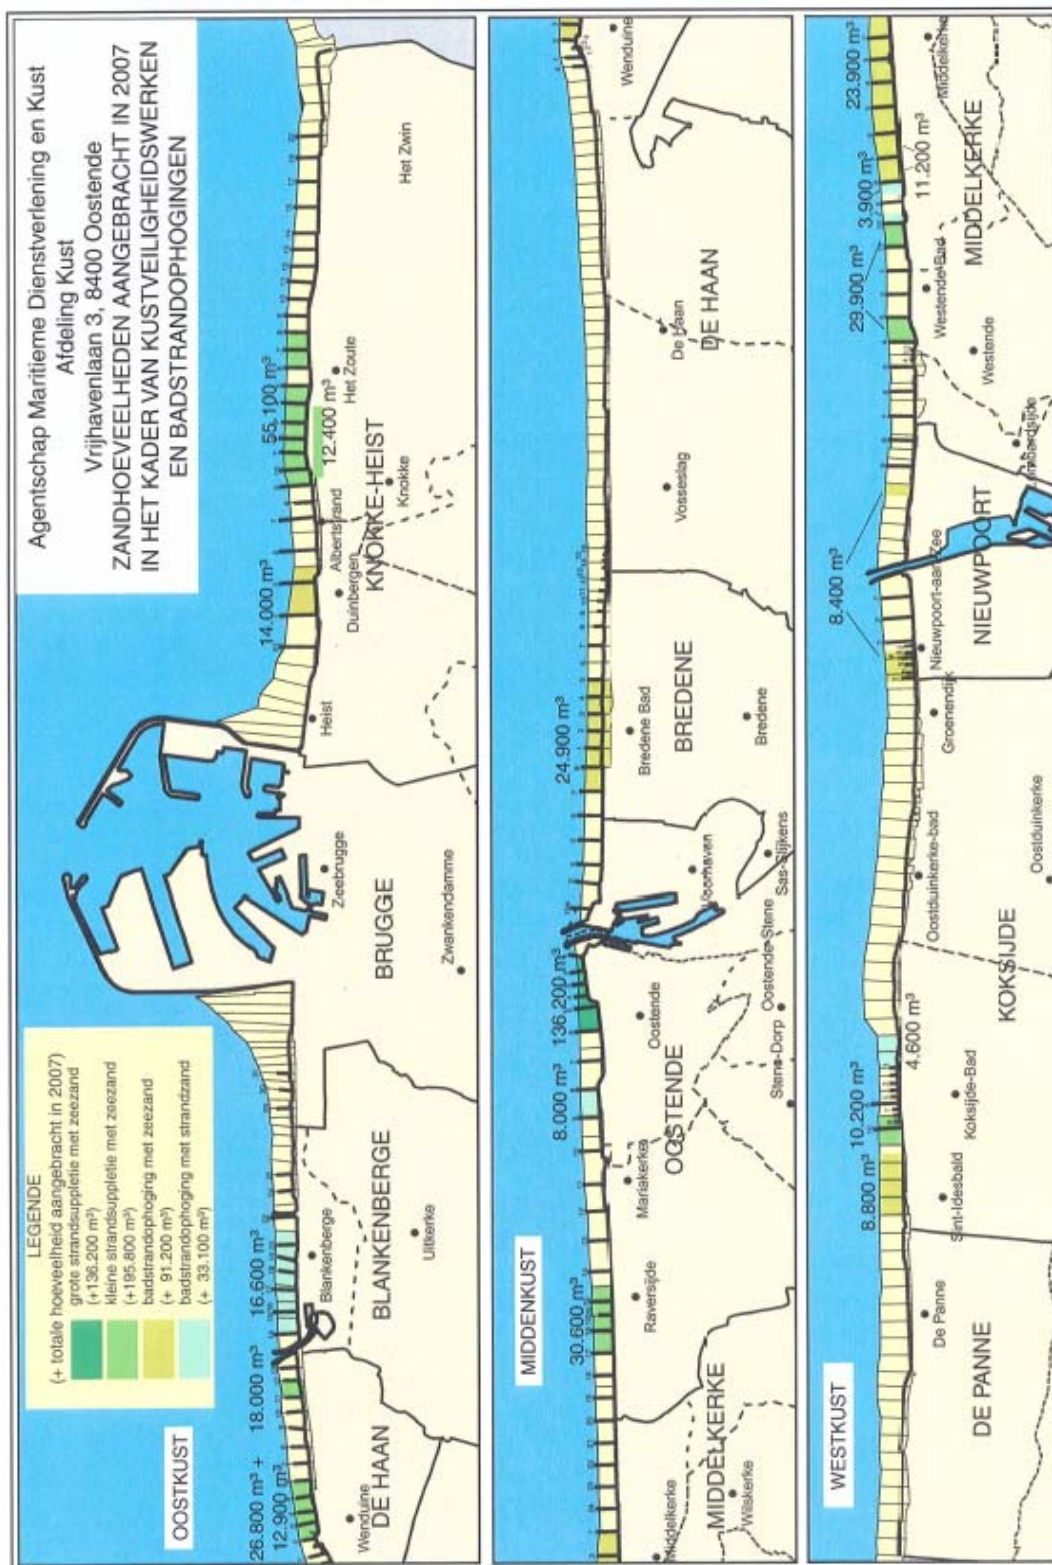 Agentschap Maritieme Dienstverlening en Kust
Afdeling Kust
Vrijhavenlaan 3, 8400 Oostende
ZANDHOEVEELHEDEN AANGEBRACHT IN 2007
IN HET KADER VAN KUSTVEILIGHEIDSWERKEN
EN BADSTRANDOPHOGINGEN
LEGENDE
(+ totale hoeveelheid aangebracht in 2007)
grote strandsuppletie met zeezand
(+136.200 m³)
kleine strandsuppletie met zeezand
(+195.800 m³)
badstrandophoging met zeezand
(+ 91.200 m³)
badstrandophoging met strandzand
(+ 33.100 m³)
OOSTKUST
26.800 m³ +
12.900 m³
18.000 m³
16.600 m³
14.000 m³
55.100 m³
12.400 m³
Wenduine
DE HAAN
Blankenberge
BLANKENBERGE
Uitkerke
Zeebrugge
BRUGGE
Zwankendamme
Heist
Duinbergen
Albertstrand
KNOKKE-HEIST
Knokke
Het Zoute
Het Zwin
MIDDENKUST
30.600 m³
8.000 m³
136.200 m³
24.900 m³
Middelkerke
MIDDELKERKE
Wilskerke
Raversijde
Mariakerke
OOSTENDE
Oostende
Stene-Dorp
Oostende-Stene
Voorhaven
Sas-Slijkens
Bredene Bad
BREDENE
Bredene
Vosseslag
De Haan
DE HAAN
Wenduine
WESTKUST
8.800 m³
10.200 m³
4.600 m³
8.400 m³
29.900 m³
3.900 m³
11.200 m³
23.900 m³
De Panne
DE PANNE
Sint-Idesbald
Koksijde-Bad
KOKSIJDE
Oostduinkerke-bad
Oostduinkerke
Groenendijk
Nieuwpoort-aan-Zee
NIEUWPOORT
Westende
Westende-Bad
MIDDELKERKE
Middelkerke